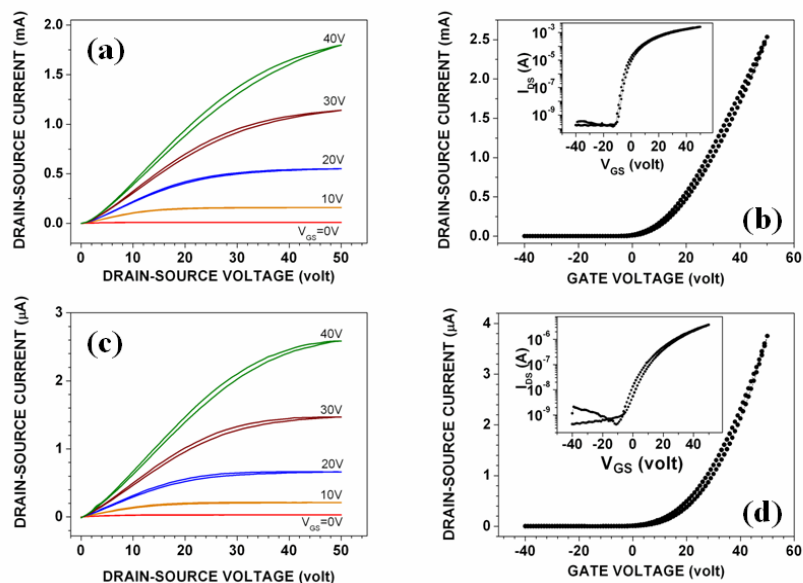 (a)
DRAIN-SOURCE CURRENT (mA)
2.0
1.5
1.0
0.5
0.0
40V
30V
20V
10V
V_GS=0V
0 10 20 30 40 50
DRAIN-SOURCE VOLTAGE (volt)
(b)
DRAIN-SOURCE CURRENT (mA)
2.5
2.0
1.5
1.0
0.5
0.0
I_DS (A)
10⁻³
10⁻⁵
10⁻⁷
10⁻⁹
-40 -20 0 20 40
V_GS (volt)
-40 -20 0 20 40 60
GATE VOLTAGE (volt)
(c)
DRAIN-SOURCE CURRENT (µA)
3
2
1
0
40V
30V
20V
10V
V_GS=0V
0 10 20 30 40 50
DRAIN-SOURCE VOLTAGE (volt)
(d)
DRAIN-SOURCE CURRENT (µA)
4
3
2
1
0
I_DS (A)
10⁻⁶
10⁻⁷
10⁻⁸
10⁻⁹
-40 -20 0 20 40
V_GS (volt)
-40 -20 0 20 40 60
GATE VOLTAGE (volt)